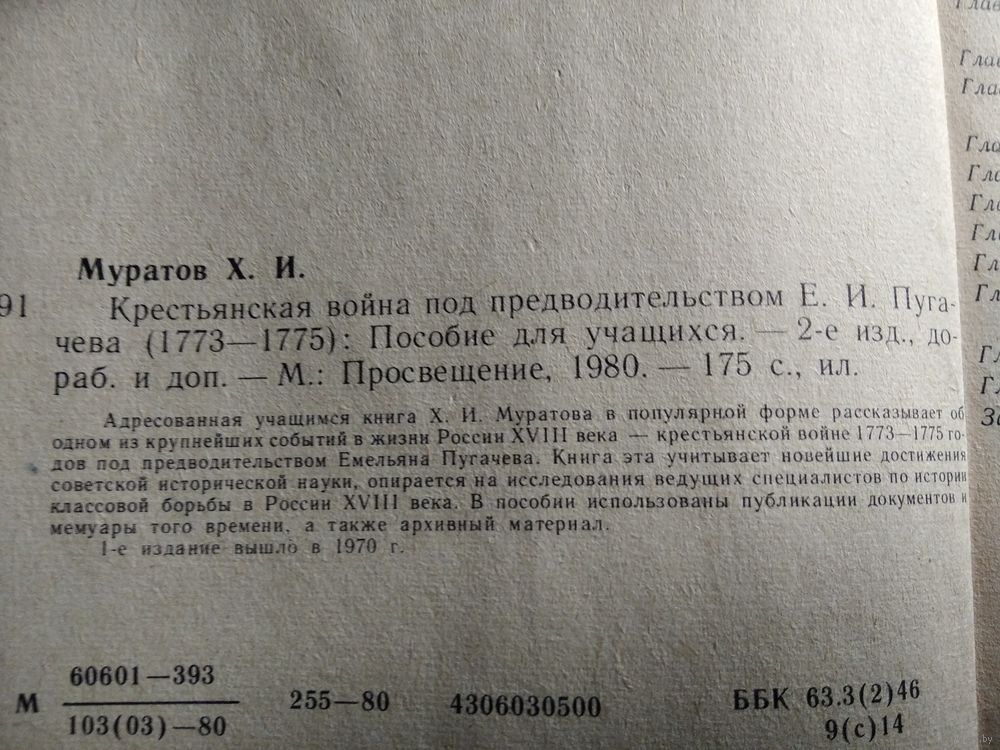 Муратов Х. И.
91 Крестьянская война под предводительством Е. И. Пуга-
чева (1773—1775): Пособие для учащихся. — 2-е изд., до-
раб. и доп. — М.: Просвещение, 1980. — 175 с., ил.
Адресованная учащимся книга Х. И. Муратова в популярной форме рассказывает об
одном из крупнейших событий в жизни России XVIII века — крестьянской войне 1773—1775 го-
дов под предводительством Емельяна Пугачева. Книга эта учитывает новейшие достижения
советской исторической науки, опирается на исследования ведущих специалистов по истории
классовой борьбы в России XVIII века. В пособии использованы публикации документов и
мемуары того времени, а также архивный материал.
1-е издание вышло в 1970 г.
60601—393
М 255—80 4306030500 ББК 63.3(2)46
103(03)—80 9(с)14